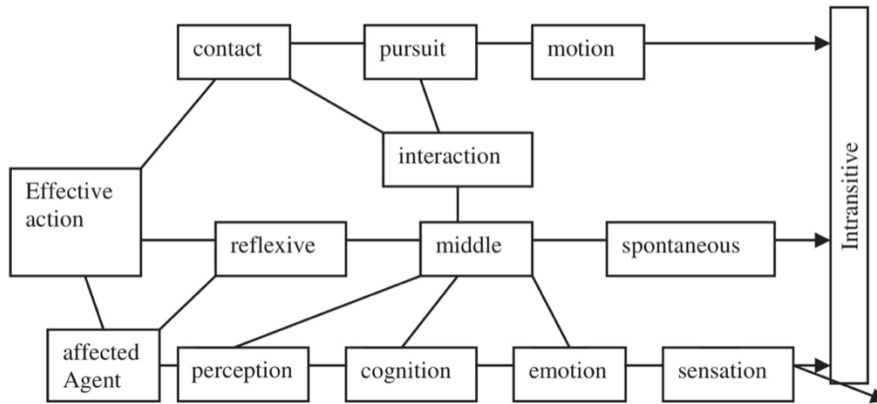 contact
pursuit
motion
interaction
Effective
action
reflexive
middle
spontaneous
Intransitive
affected
Agent
perception
cognition
emotion
sensation